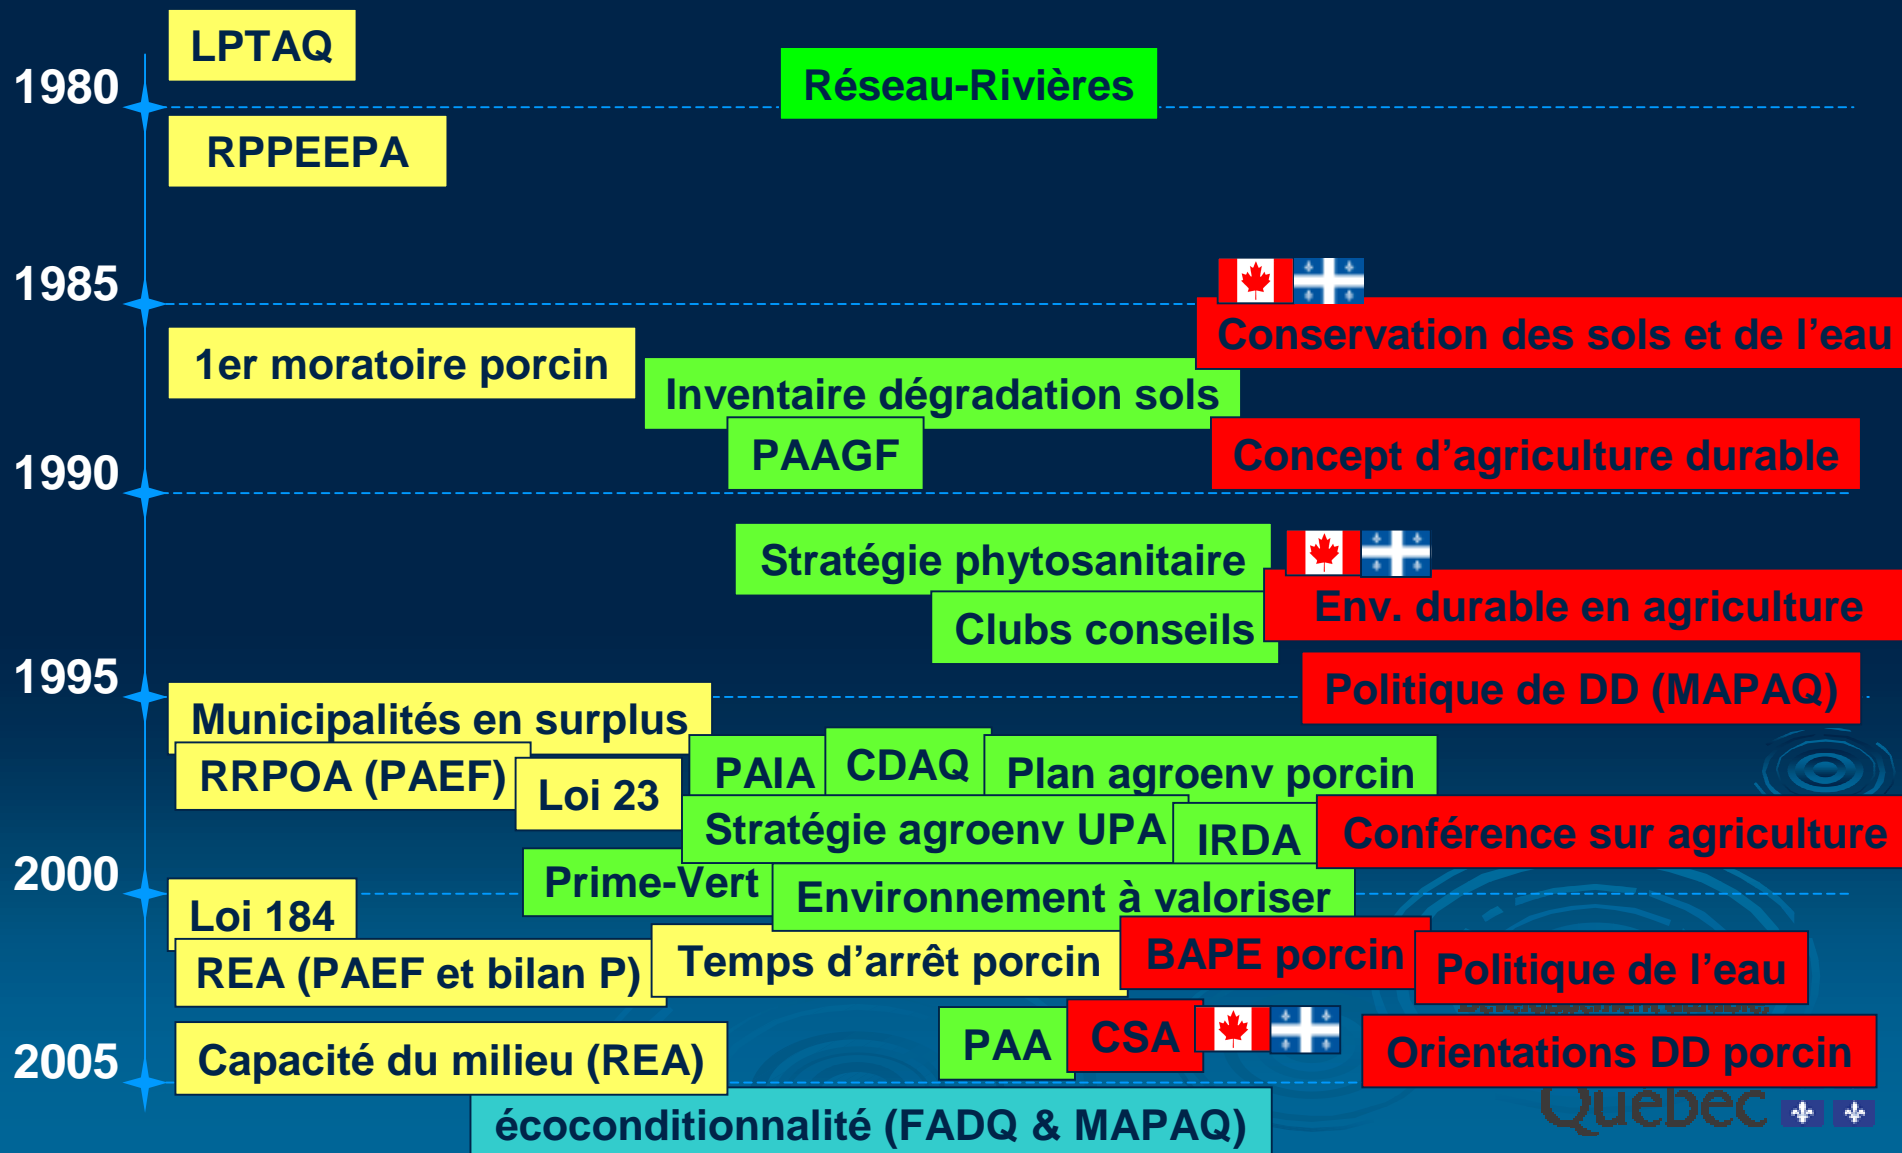 LPTAQ
1980
Réseau-Rivières
RPPEEPA
1985
Conservation des sols et de l’eau
1er moratoire porcin
Inventaire dégradation sols
PAAGF
Concept d’agriculture durable
1990
Stratégie phytosanitaire
Env. durable en agriculture
Clubs conseils
1995
Politique de DD (MAPAQ)
Municipalités en surplus
RRPOA (PAEF)
Loi 23
PAIA
CDAQ
Plan agroenv porcin
Stratégie agroenv UPA
IRDA
Conférence sur agriculture
2000
Prime-Vert
Environnement à valoriser
Loi 184
REA (PAEF et bilan P)
Temps d’arrêt porcin
BAPE porcin
Politique de l’eau
PAA
CSA
2005
Capacité du milieu (REA)
Orientations DD porcin
Québec
écoconditionnalité (FADQ & MAPAQ)